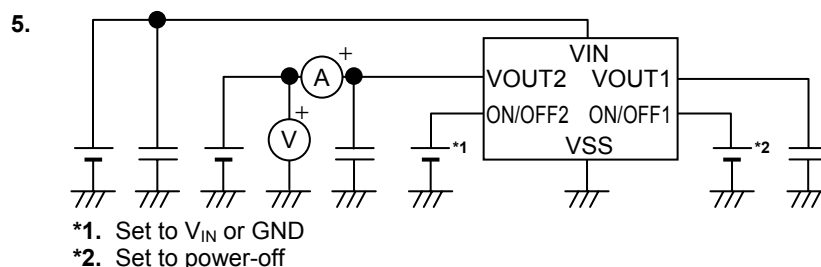 5.
+
VIN
A
VOUT2 VOUT1
+
ON/OFF2 ON/OFF1
V
*1
*2
VSS
*1. Set to VIN or GND
*2. Set to power-off